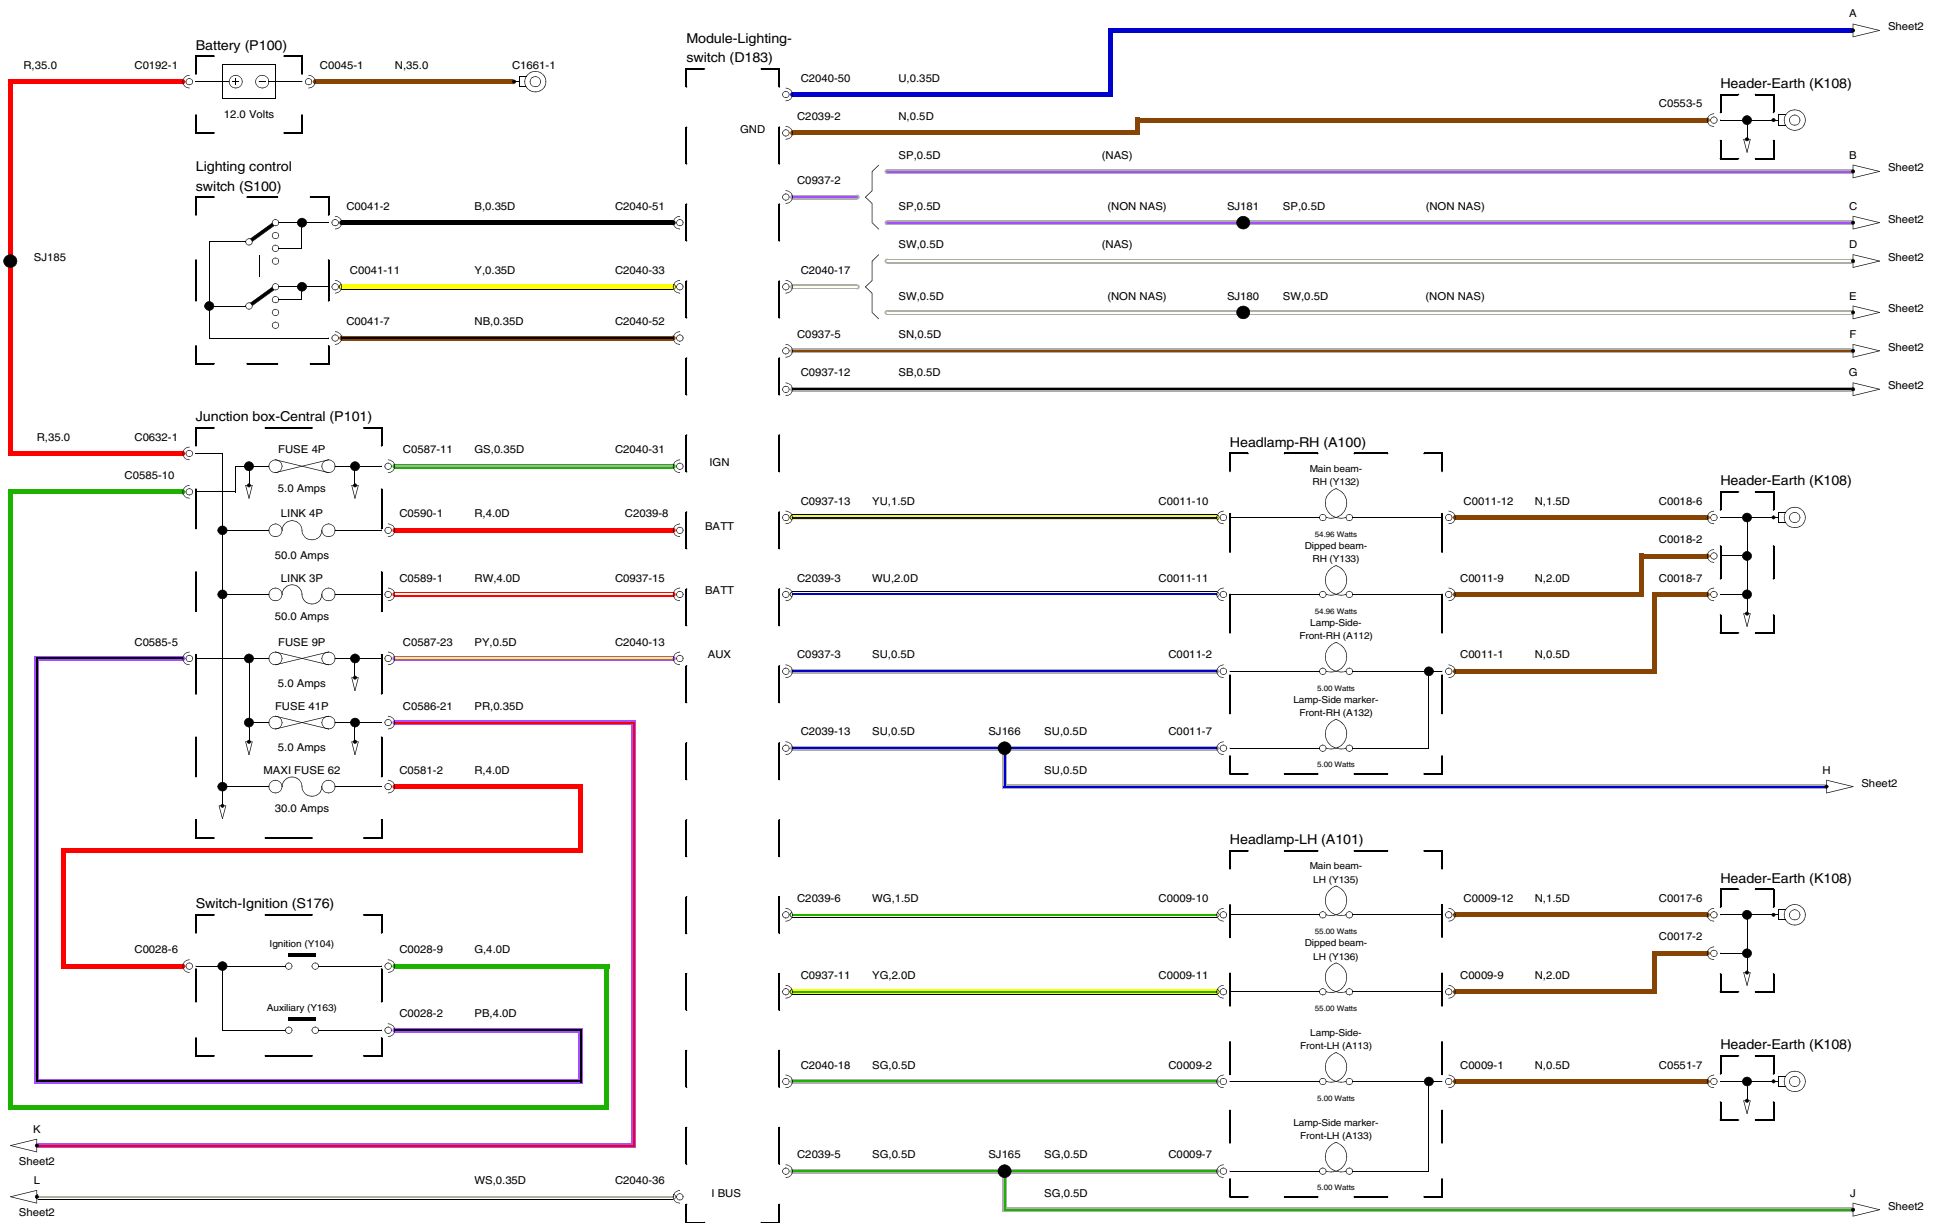 Battery (P100)
R,35.0
C0192-1
C0045-1
N,35.0
C1661-1
12.0 Volts
Lighting control
switch (S100)
C0041-2
B,0.35D
C2040-51
SJ185
C0041-11
Y,0.35D
C2040-33
C0041-7
NB,0.35D
C2040-52
Junction box-Central (P101)
R,35.0
C0632-1
C0585-10
FUSE 4P
5.0 Amps
C0587-11
GS,0.35D
C2040-31
LINK 4P
50.0 Amps
C0590-1
R,4.0D
C2039-8
LINK 3P
50.0 Amps
C0589-1
RW,4.0D
C0937-15
C0585-5
FUSE 9P
5.0 Amps
C0587-23
PY,0.5D
C2040-13
FUSE 41P
5.0 Amps
C0586-21
PR,0.35D
MAXI FUSE 62
30.0 Amps
C0581-2
R,4.0D
Switch-Ignition (S176)
C0028-6
Ignition (Y104)
C0028-9
G,4.0D
Auxiliary (Y163)
C0028-2
PB,4.0D
K
Sheet2
L
Sheet2
WS,0.35D
C2040-36
Module-Lighting-
switch (D183)
GND
IGN
BATT
BATT
AUX
I BUS
C2040-50
U,0.35D
A
Sheet2
C2039-2
N,0.5D
C0553-5
Header-Earth (K108)
C0937-2
SP,0.5D
(NAS)
B
Sheet2
SP,0.5D
(NON NAS)
SJ181
SP,0.5D
(NON NAS)
C
Sheet2
C2040-17
SW,0.5D
(NAS)
D
Sheet2
SW,0.5D
(NON NAS)
SJ180
SW,0.5D
(NON NAS)
E
Sheet2
C0937-5
SN,0.5D
F
Sheet2
C0937-12
SB,0.5D
G
Sheet2
Headlamp-RH (A100)
C0937-13
YU,1.5D
C0011-10
Main beam-
RH (Y132)
54.96 Watts
C0011-12
N,1.5D
C0018-6
Header-Earth (K108)
C0018-2
C2039-3
WU,2.0D
C0011-11
Dipped beam-
RH (Y133)
54.96 Watts
C0011-9
N,2.0D
C0018-7
C0937-3
SU,0.5D
C0011-2
Lamp-Side-
Front-RH (A112)
5.00 Watts
C0011-1
N,0.5D
C2039-13
SU,0.5D
SJ166
SU,0.5D
C0011-7
Lamp-Side marker-
Front-RH (A132)
5.00 Watts
SU,0.5D
H
Sheet2
Headlamp-LH (A101)
C2039-6
WG,1.5D
C0009-10
Main beam-
LH (Y135)
55.00 Watts
C0009-12
N,1.5D
C0017-6
Header-Earth (K108)
C0017-2
C0937-11
YG,2.0D
C0009-11
Dipped beam-
LH (Y136)
55.00 Watts
C0009-9
N,2.0D
C2040-18
SG,0.5D
C0009-2
Lamp-Side-
Front-LH (A113)
5.00 Watts
C0009-1
N,0.5D
C0551-7
Header-Earth (K108)
C2039-5
SG,0.5D
SJ165
SG,0.5D
C0009-7
Lamp-Side marker-
Front-LH (A133)
5.00 Watts
SG,0.5D
J
Sheet2